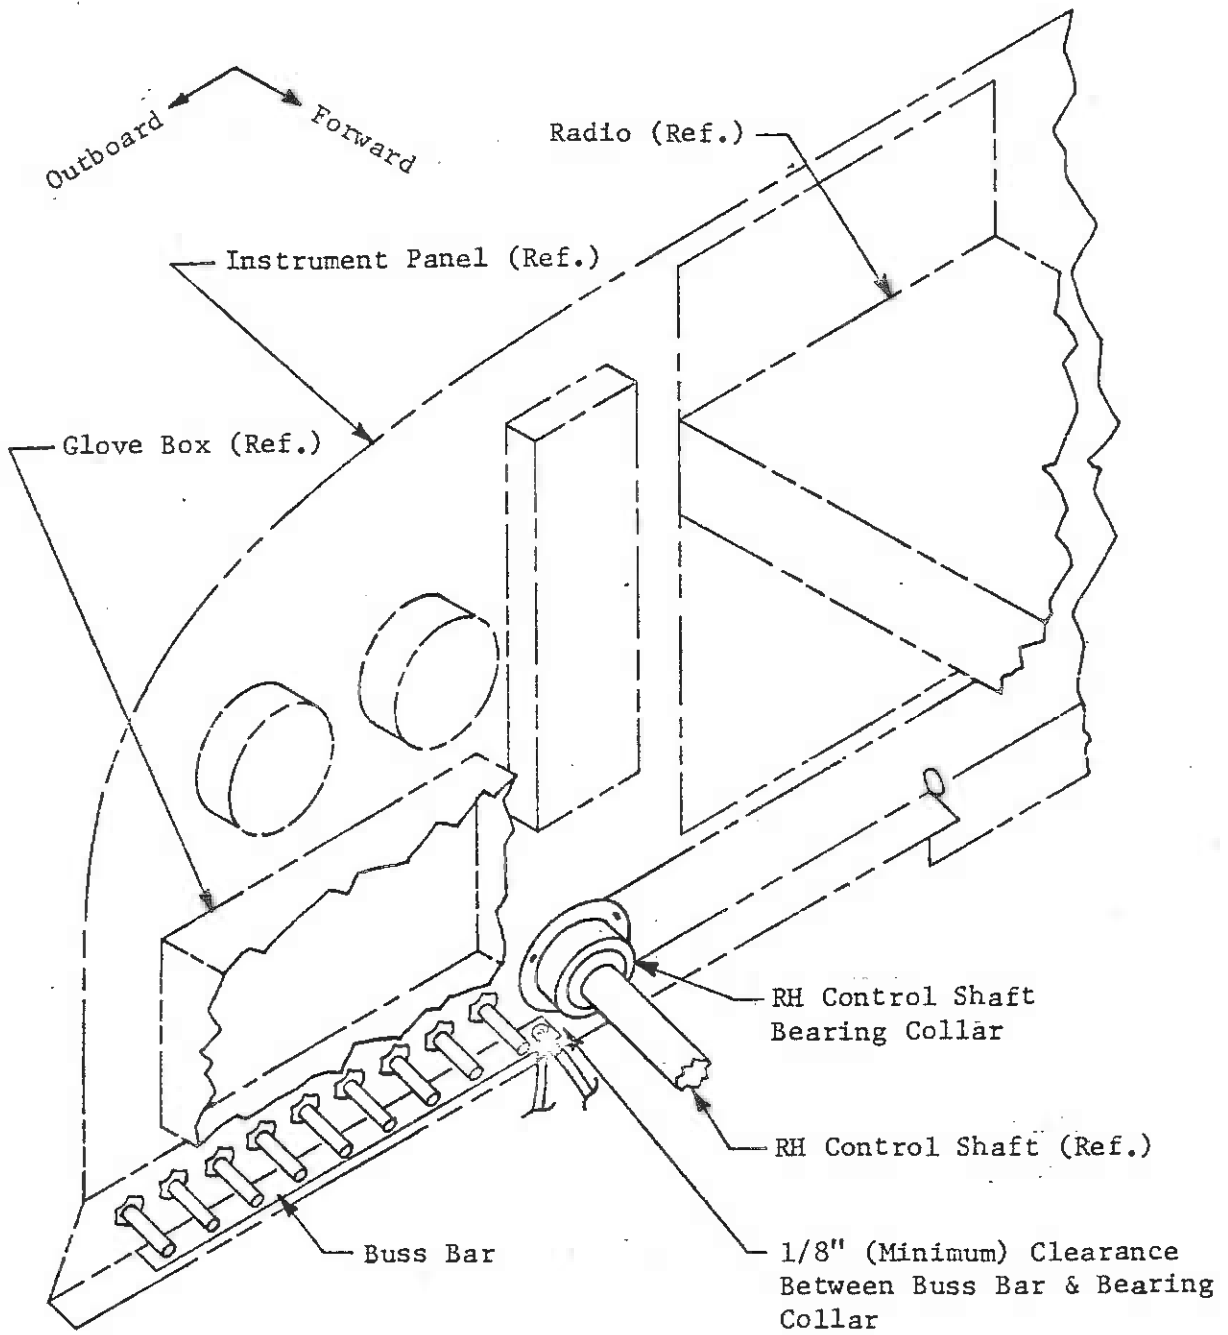 Outboard
Forward
Radio (Ref.)
Instrument Panel (Ref.)
Glove Box (Ref.)
RH Control Shaft
Bearing Collar
RH Control Shaft (Ref.)
Buss Bar
1/8" (Minimum) Clearance
Between Buss Bar & Bearing
Collar